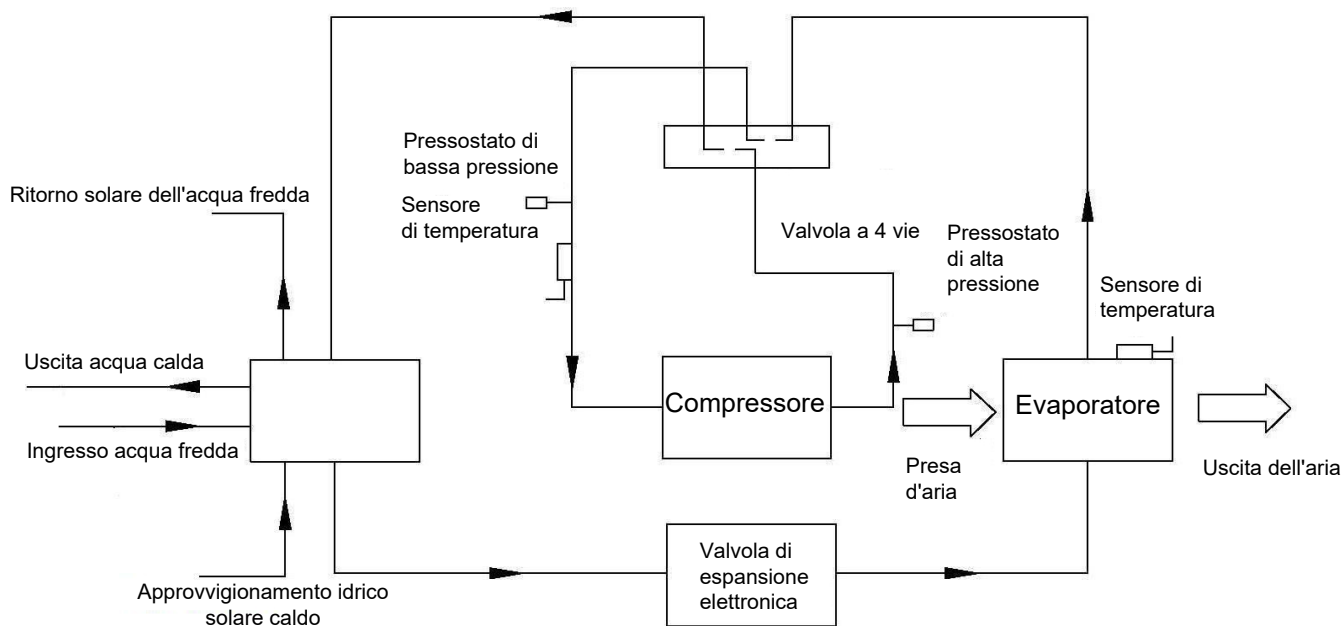 Pressostato di
bassa pressione
Ritorno solare dell'acqua fredda
Sensore
di temperatura
Valvola a 4 vie
Pressostato
di alta
pressione
Sensore di
temperatura
Uscita acqua calda
Compressore
Evaporatore
Ingresso acqua fredda
Presa
d'aria
Uscita dell'aria
Valvola di
espansione
elettronica
Approvvigionamento idrico
solare caldo